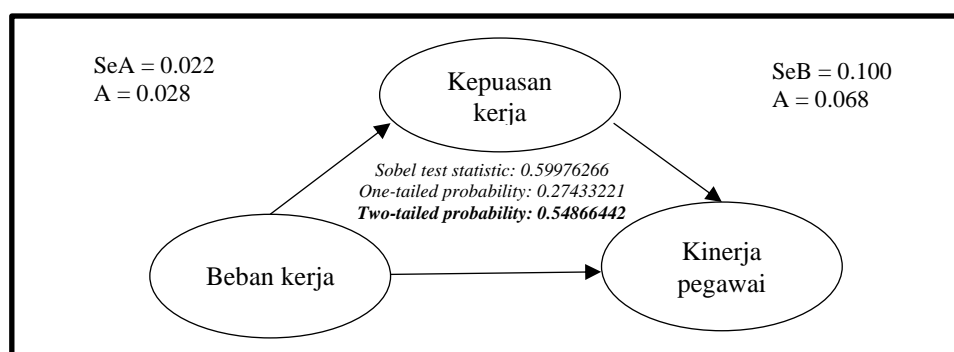 SeA = 0.022
A = 0.028
Kepuasan
kerja
SeB = 0.100
A = 0.068
Sobel test statistic: 0.59976266
One-tailed probability: 0.27433221
Two-tailed probability: 0.54866442
Beban kerja
Kinerja
pegawai